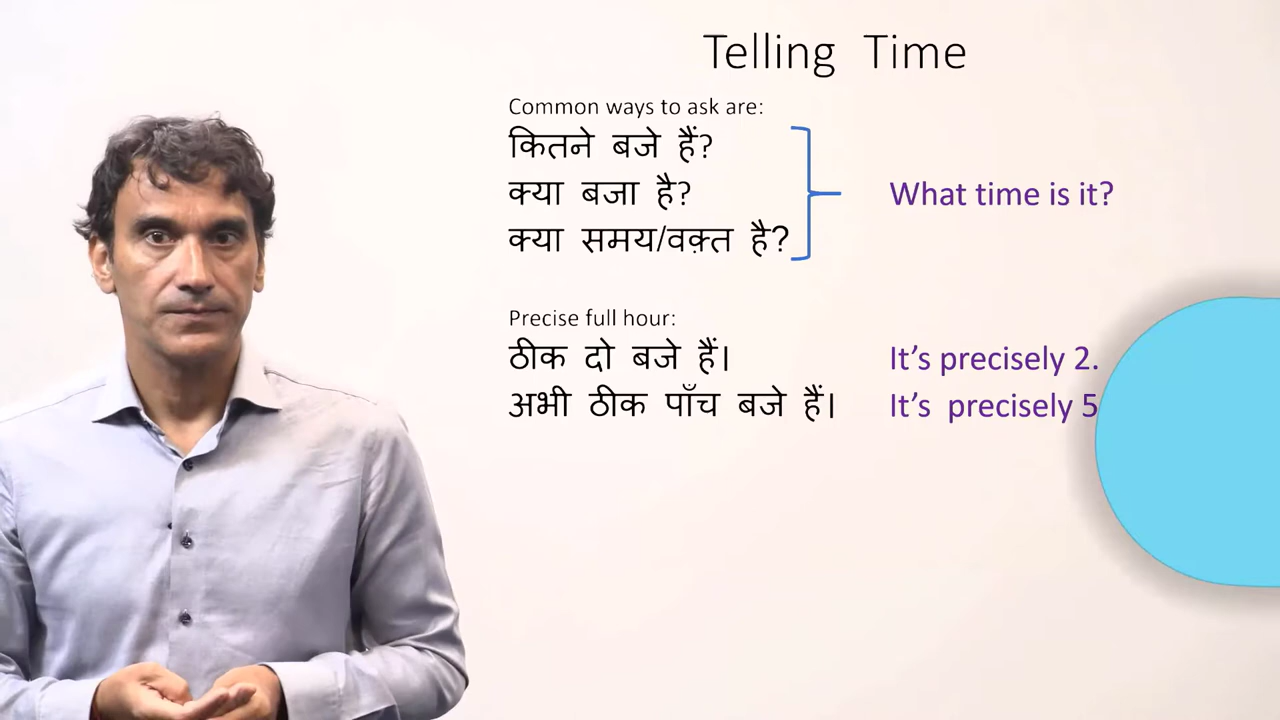 Telling Time
Common ways to ask are:
कितने बजे हैं?
क्या बजा है?
क्या समय/वक़्त है?
What time is it?
Precise full hour:
ठीक दो बजे हैं।
It's precisely 2.
अभी ठीक पाँच बजे हैं।
It's precisely 5